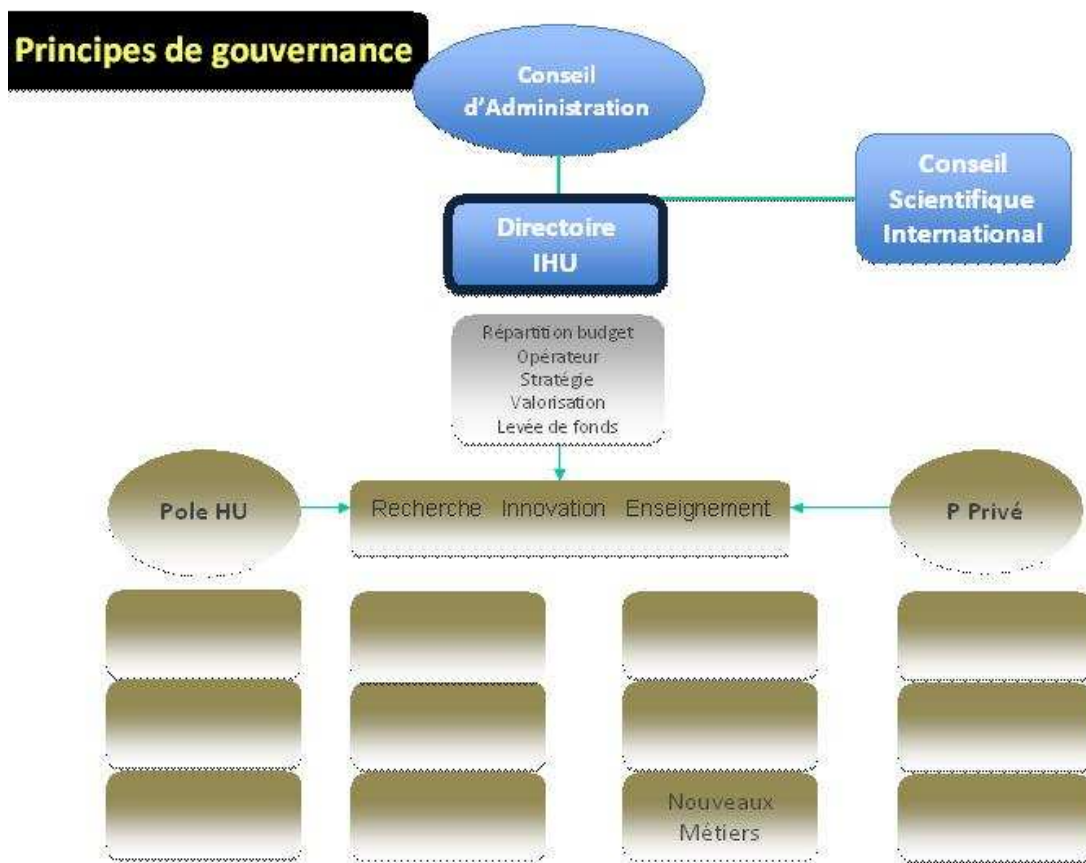 Principes de gouvernance
Conseil
d'Administration
Conseil
Scientifique
International
Directoire
IHU
Répartition budget
Opérateur
Stratégie
Valorisation
Levée de fonds
Pole HU
Recherche Innovation Enseignement
P Privé
Nouveaux
Métiers